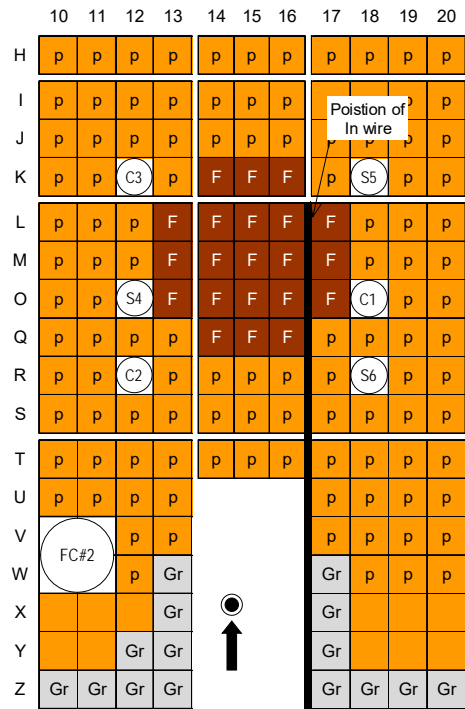 10 11 12 13 14 15 16 17 18 19 20
H p p p p p p p p p p p
I p p p p p p p p p p
Poistion of
In wire
J p p p p p p p p p p
K p p C3 p F F F p S5 p p
L p p p F F F F F p p p
M p p p F F F F F p p p
O p p S4 F F F F F C1 p p
Q p p p p F F F p p p p
R p p C2 p p p p p S6 p p
S p p p p p p p p p p p
T p p p p p p p p p p p
U p p p p p p p p
V p p p p p p
FC#2
W p Gr Gr p p p
X Gr Gr
Y Gr Gr Gr
Z Gr Gr Gr Gr Gr Gr Gr Gr